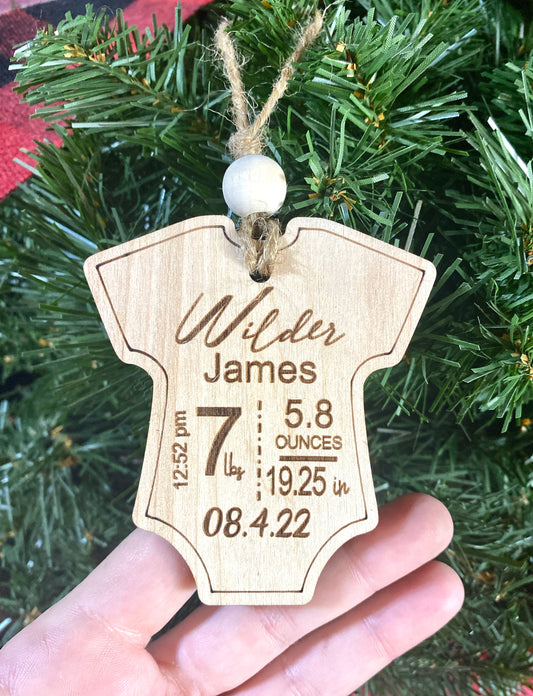 Wilder
James
12:52 pm
7 lbs
5.8
OUNCES
19.25 in
08.4.22